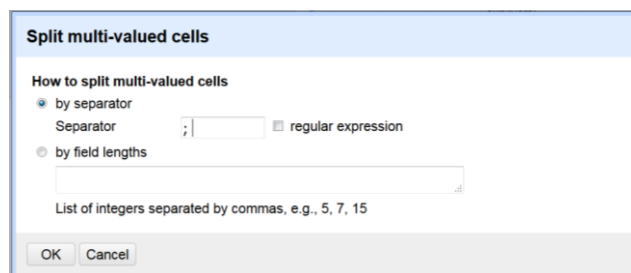 Split multi-valued cells
How to split multi-valued cells
by separator
Separator ; regular expression
by field lengths
List of integers separated by commas, e.g., 5, 7, 15
OK Cancel